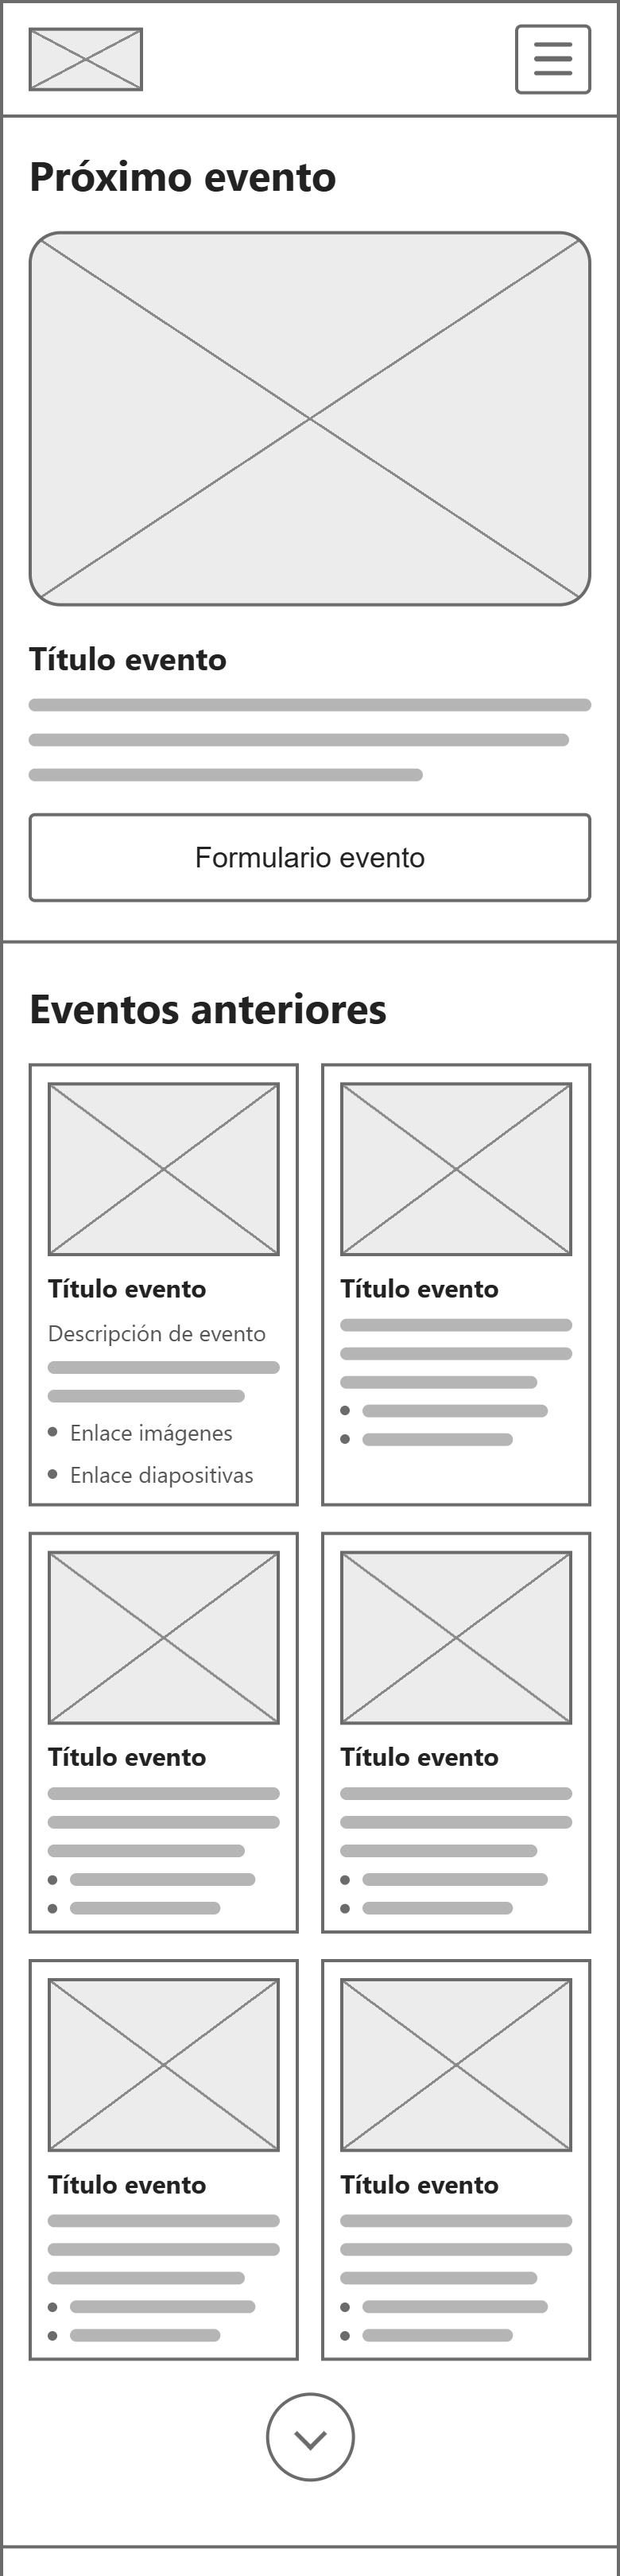 Próximo evento
Título evento
Formulario evento
Eventos anteriores
Título evento
Descripción de evento
Enlace imágenes
Enlace diapositivas
Título evento
Título evento
Título evento
Título evento
Título evento